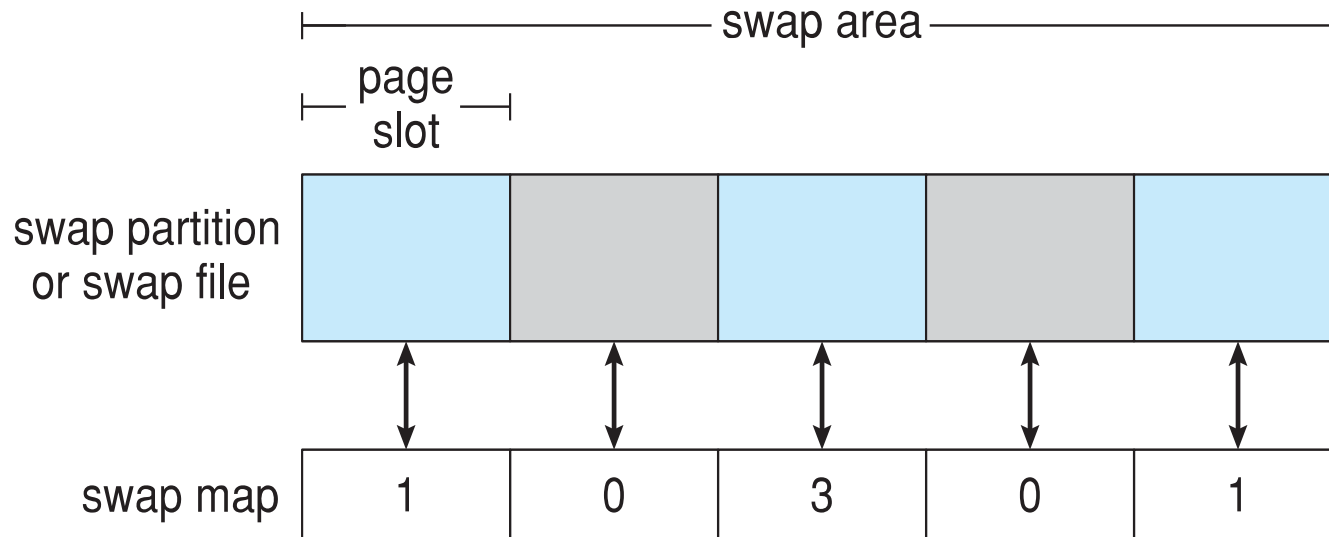 swap area
page
slot
swap partition
or swap file
swap map 1 0 3 0 1